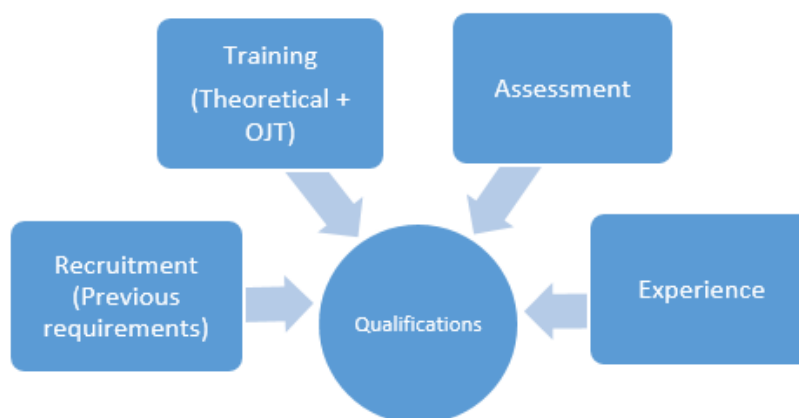 Training
(Theoretical +
OJT)
Assessment
Recruitment
(Previous
requirements)
Qualifications
Experience